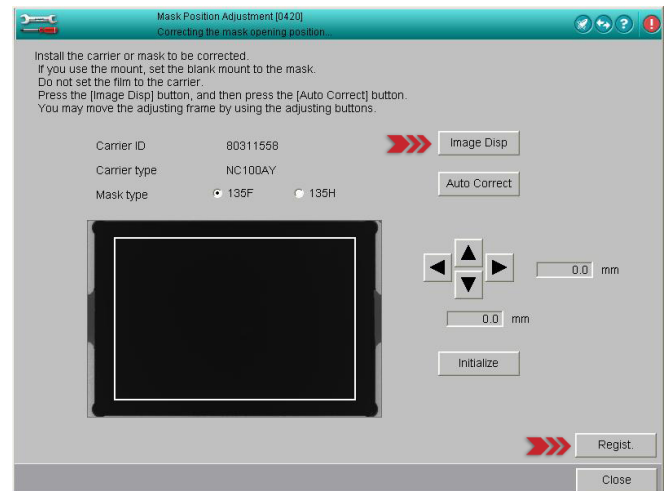 Mask Position Adjustment [0420]
Correcting the mask opening position...
Install the carrier or mask to be corrected.
If you use the mount, set the blank mount to the mask.
Do not set the film to the carrier.
Press the [Image Disp] button, and then press the [Auto Correct] button.
You may move the adjusting frame by using the adjusting buttons.
Carrier ID 80311558 Image Disp
Carrier type NC100AY
Auto Correct
Mask type 135F 135H
0.0 mm
0.0 mm
Initialize
Regist.
Close